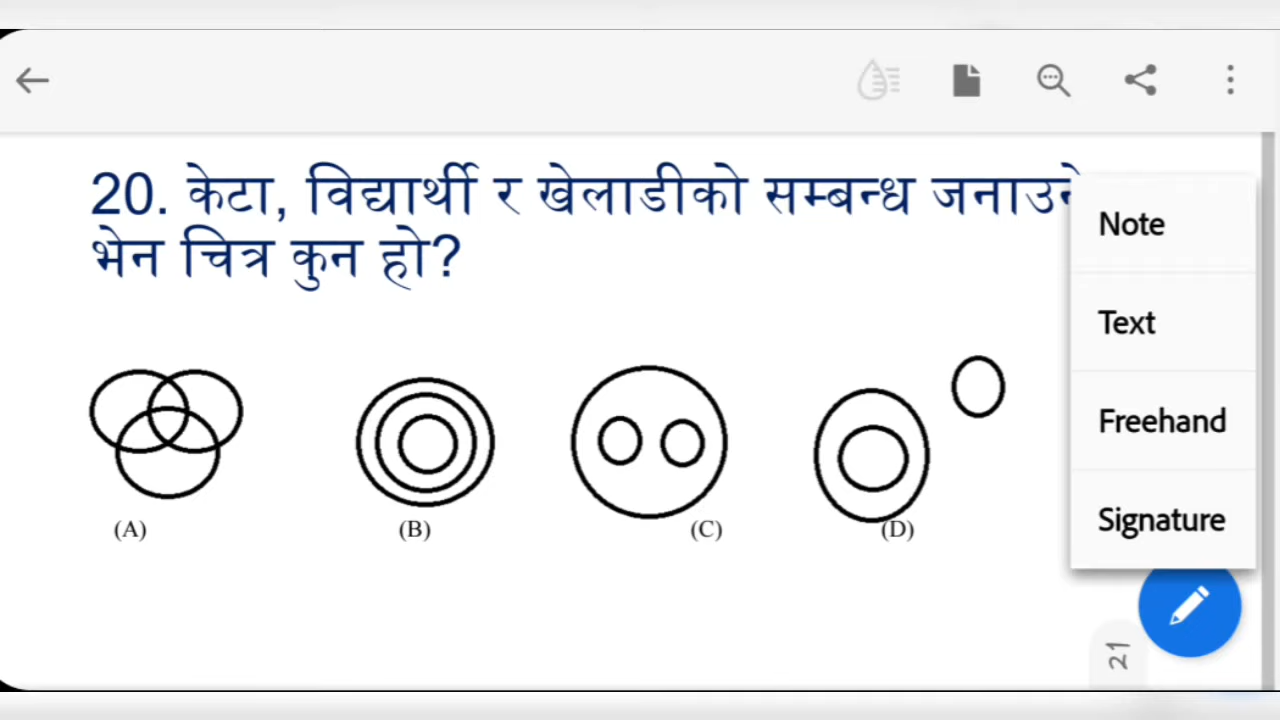 20. केटा, विद्यार्थी र खेलाडीको सम्बन्ध जनाउने
भेन चित्र कुन हो?
Note
Text
Freehand
Signature
(A) (B) (C) (D)
21